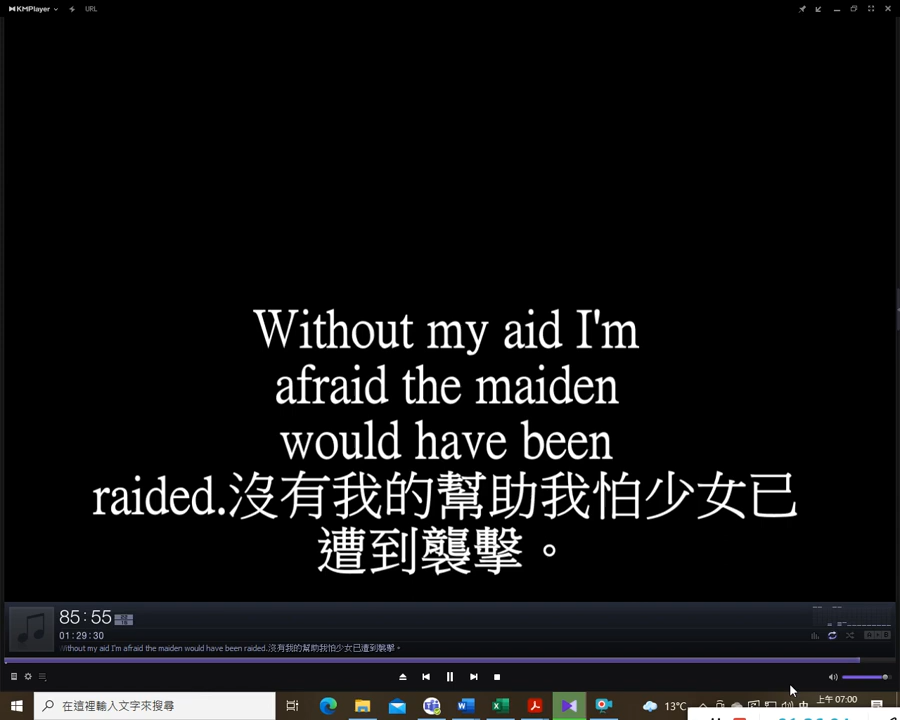 KMPlayer
URL
Without my aid I'm
afraid the maiden
would have been
raided.沒有我的幫助我怕少女已
遭到襲擊。
85:55
01:29:30
Without my aid I'm afraid the maiden would have been raided.沒有我的幫助我怕少女已遭到襲擊。
在這裡輸入文字來搜尋
13°C
中
上午 07:00